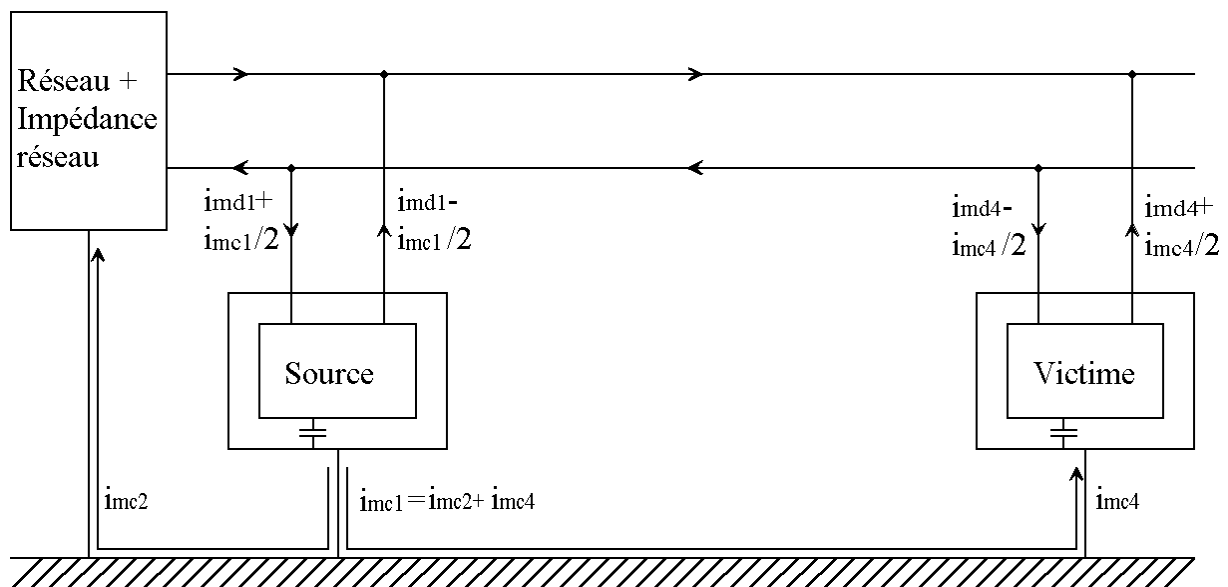 Réseau +
Impédance
réseau
imd1+
imc1/2
imd1-
imc1/2
imd4-
imc4/2
imd4+
imc4/2
Source
Victime
imc2
imc1=imc2+ imc4
imc4